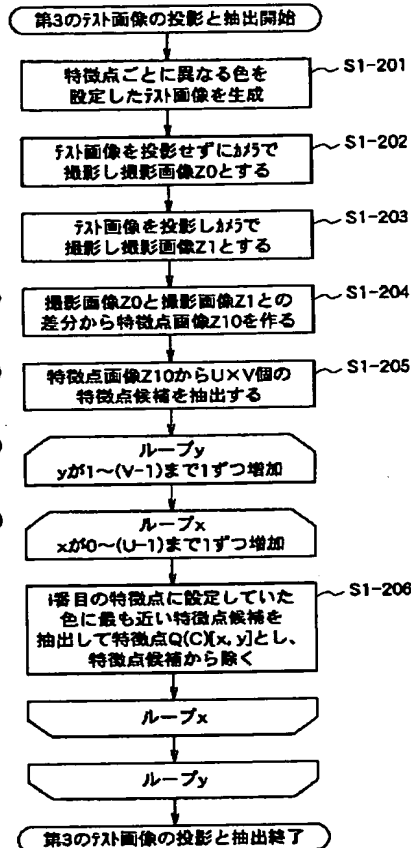 第3のﾃｽﾄ画像の投影と抽出開始
特徴点ごとに異なる色を
設定したﾃｽﾄ画像を生成
S1-201
ﾃｽﾄ画像を投影せずにｶﾒﾗで
撮影し撮影画像Z0とする
S1-202
ﾃｽﾄ画像を投影しｶﾒﾗで
撮影し撮影画像Z1とする
S1-203
撮影画像Z0と撮影画像Z1との
差分から特徴点画像Z10を作る
S1-204
特徴点画像Z10からU×V個の
特徴点候補を抽出する
S1-205
ループy
yが1～(V-1)まで1ずつ増加
ループx
xが0～(U-1)まで1ずつ増加
i番目の特徴点に設定していた
色に最も近い特徴点候補を
抽出して特徴点Q(C)[x, y]とし、
特徴点候補から除く
S1-206
ループx
ループy
第3のﾃｽﾄ画像の投影と抽出終了